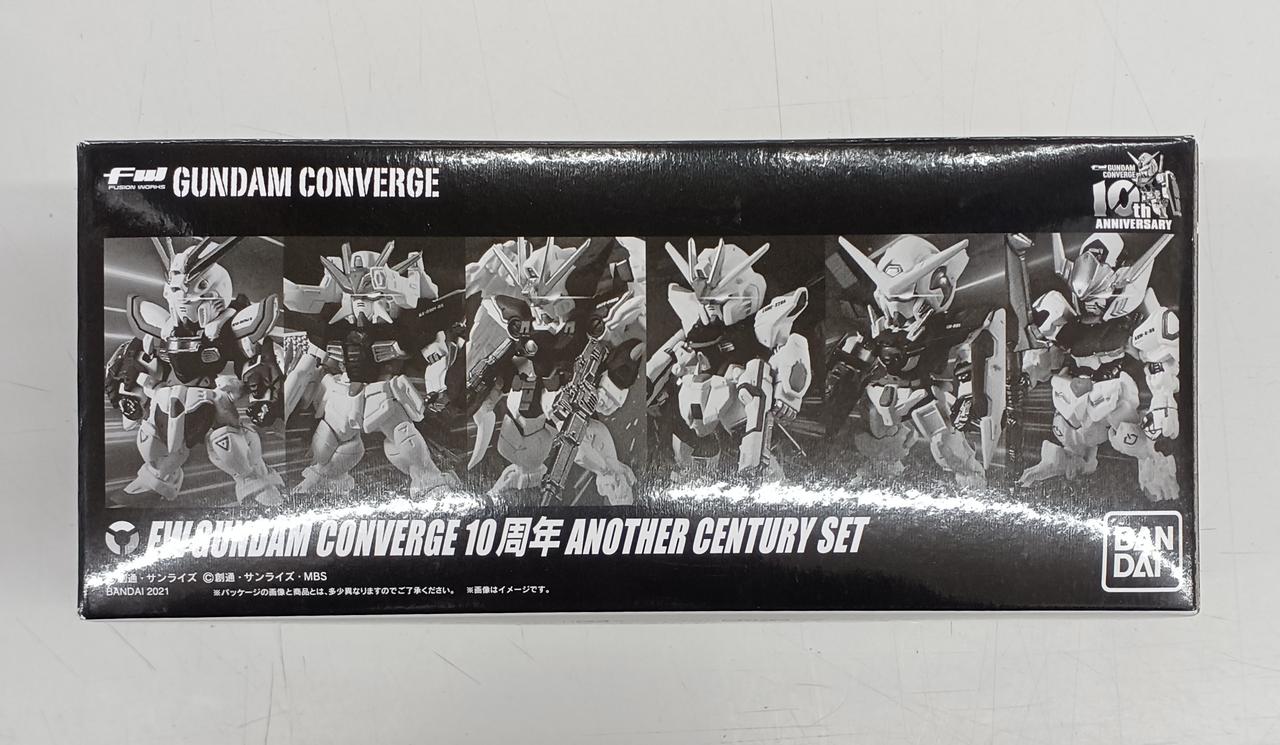 FW GUNDAM CONVERGE
FUSION WORKS
FW GUNDAM
CONVERGE
10th
ANNIVERSARY
FW GUNDAM CONVERGE 10周年 ANOTHER CENTURY SET
©創通・サンライズ ©創通・サンライズ・MBS
BANDAI 2021
※パッケージの画像と商品とは、多少異なりますのでご了承ください。 ※画像はイメージです。
BAN
DAI